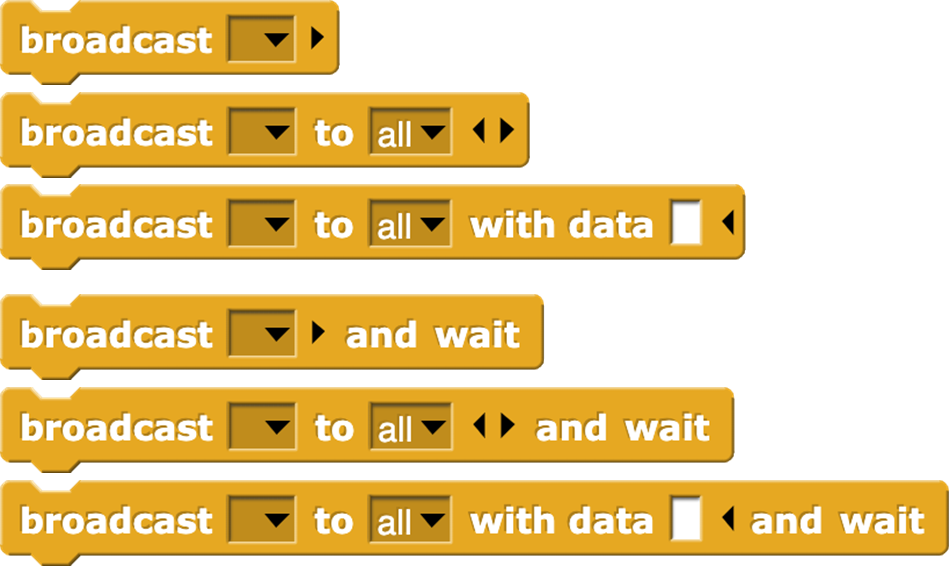 broadcast
broadcast to all
broadcast to all with data
broadcast and wait
broadcast to all and wait
broadcast to all with data and wait